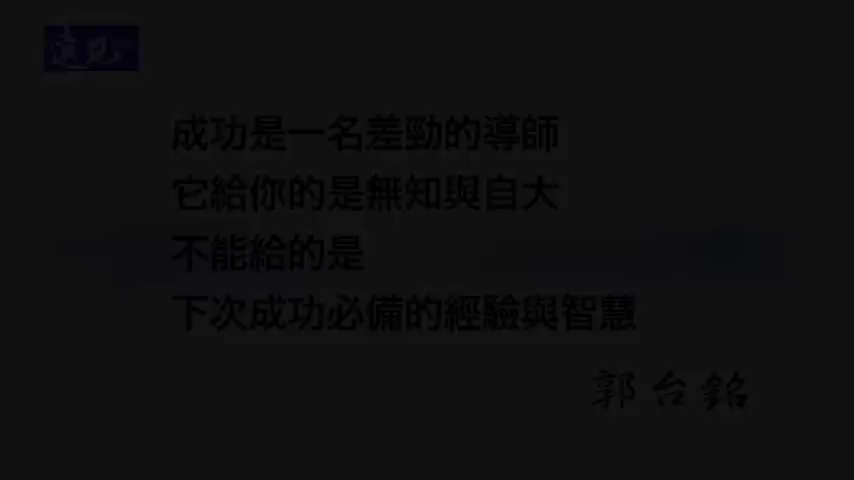 遠見
成功是一名差勁的導師
它給你的是無知與自大
不能給的是
下次成功必備的經驗與智慧
郭台銘